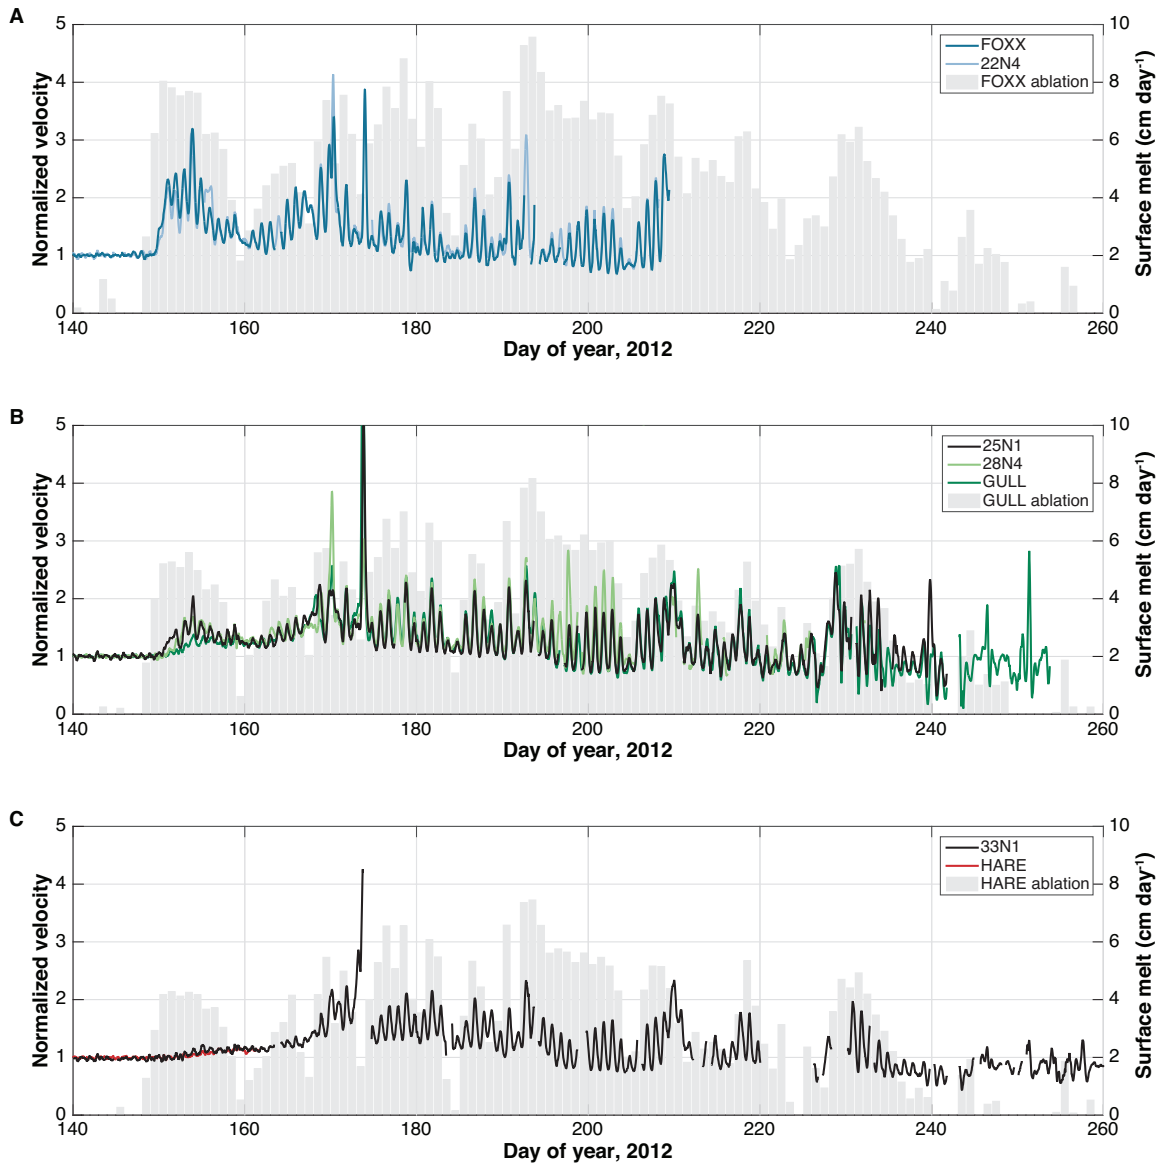 A
FOXX
22N4
FOXX ablation
Normalized velocity
Surface melt (cm day⁻¹)
5
4
3
2
1
0
10
8
6
4
2
0
140 160 180 200 220 240 260
Day of year, 2012
B
25N1
28N4
GULL
GULL ablation
Normalized velocity
Surface melt (cm day⁻¹)
5
4
3
2
1
0
10
8
6
4
2
0
140 160 180 200 220 240 260
Day of year, 2012
C
33N1
HARE
HARE ablation
Normalized velocity
Surface melt (cm day⁻¹)
5
4
3
2
1
0
10
8
6
4
2
0
140 160 180 200 220 240 260
Day of year, 2012